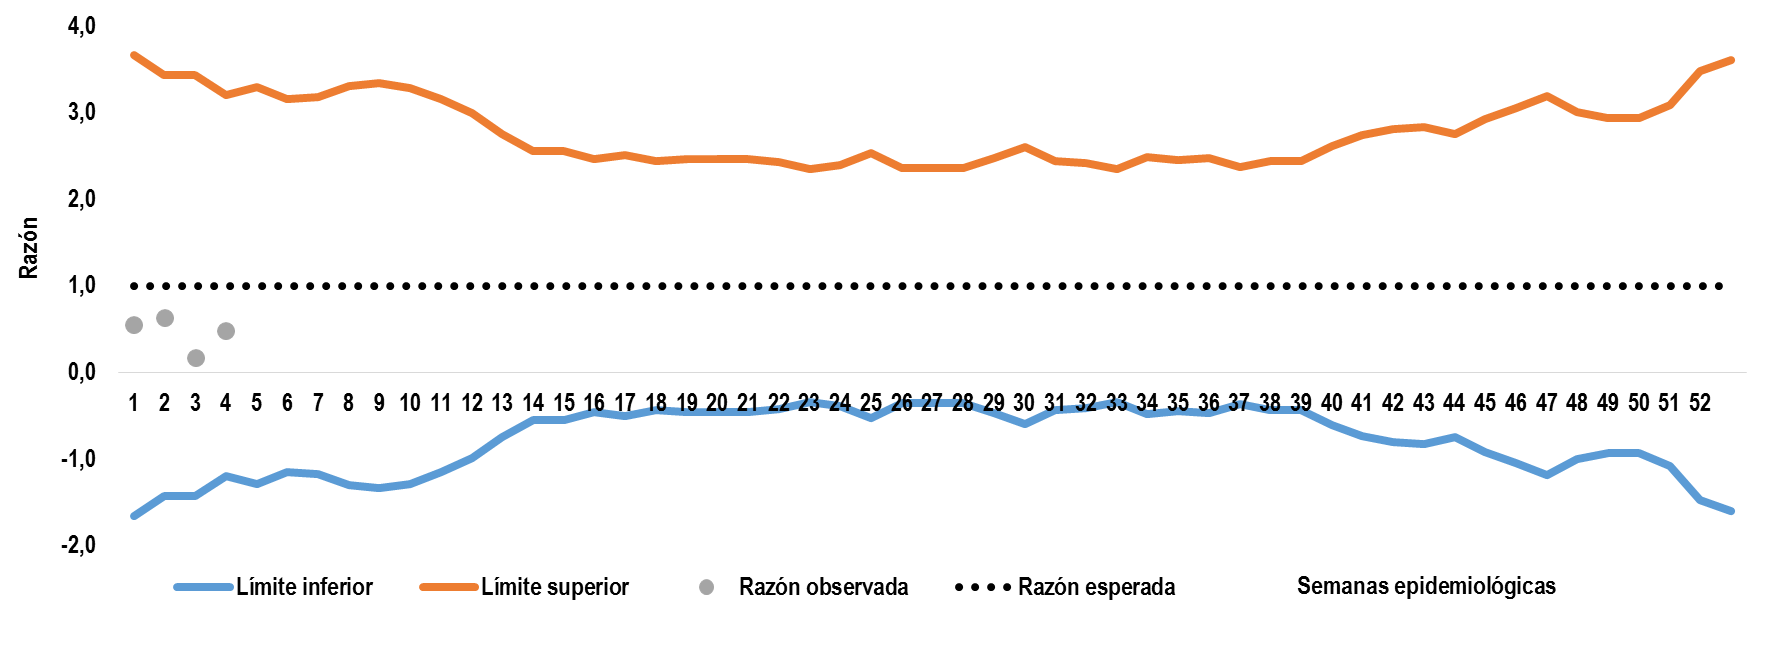 4,0
3,0
2,0
1,0
0,0
-1,0
-2,0
Razón
1 2 3 4 5 6 7 8 9 10 11 12 13 14 15 16 17 18 19 20 21 22 23 24 25 26 27 28 29 30 31 32 33 34 35 36 37 38 39 40 41 42 43 44 45 46 47 48 49 50 51 52
Límite inferior Límite superior Razón observada Razón esperada Semanas epidemiológicas